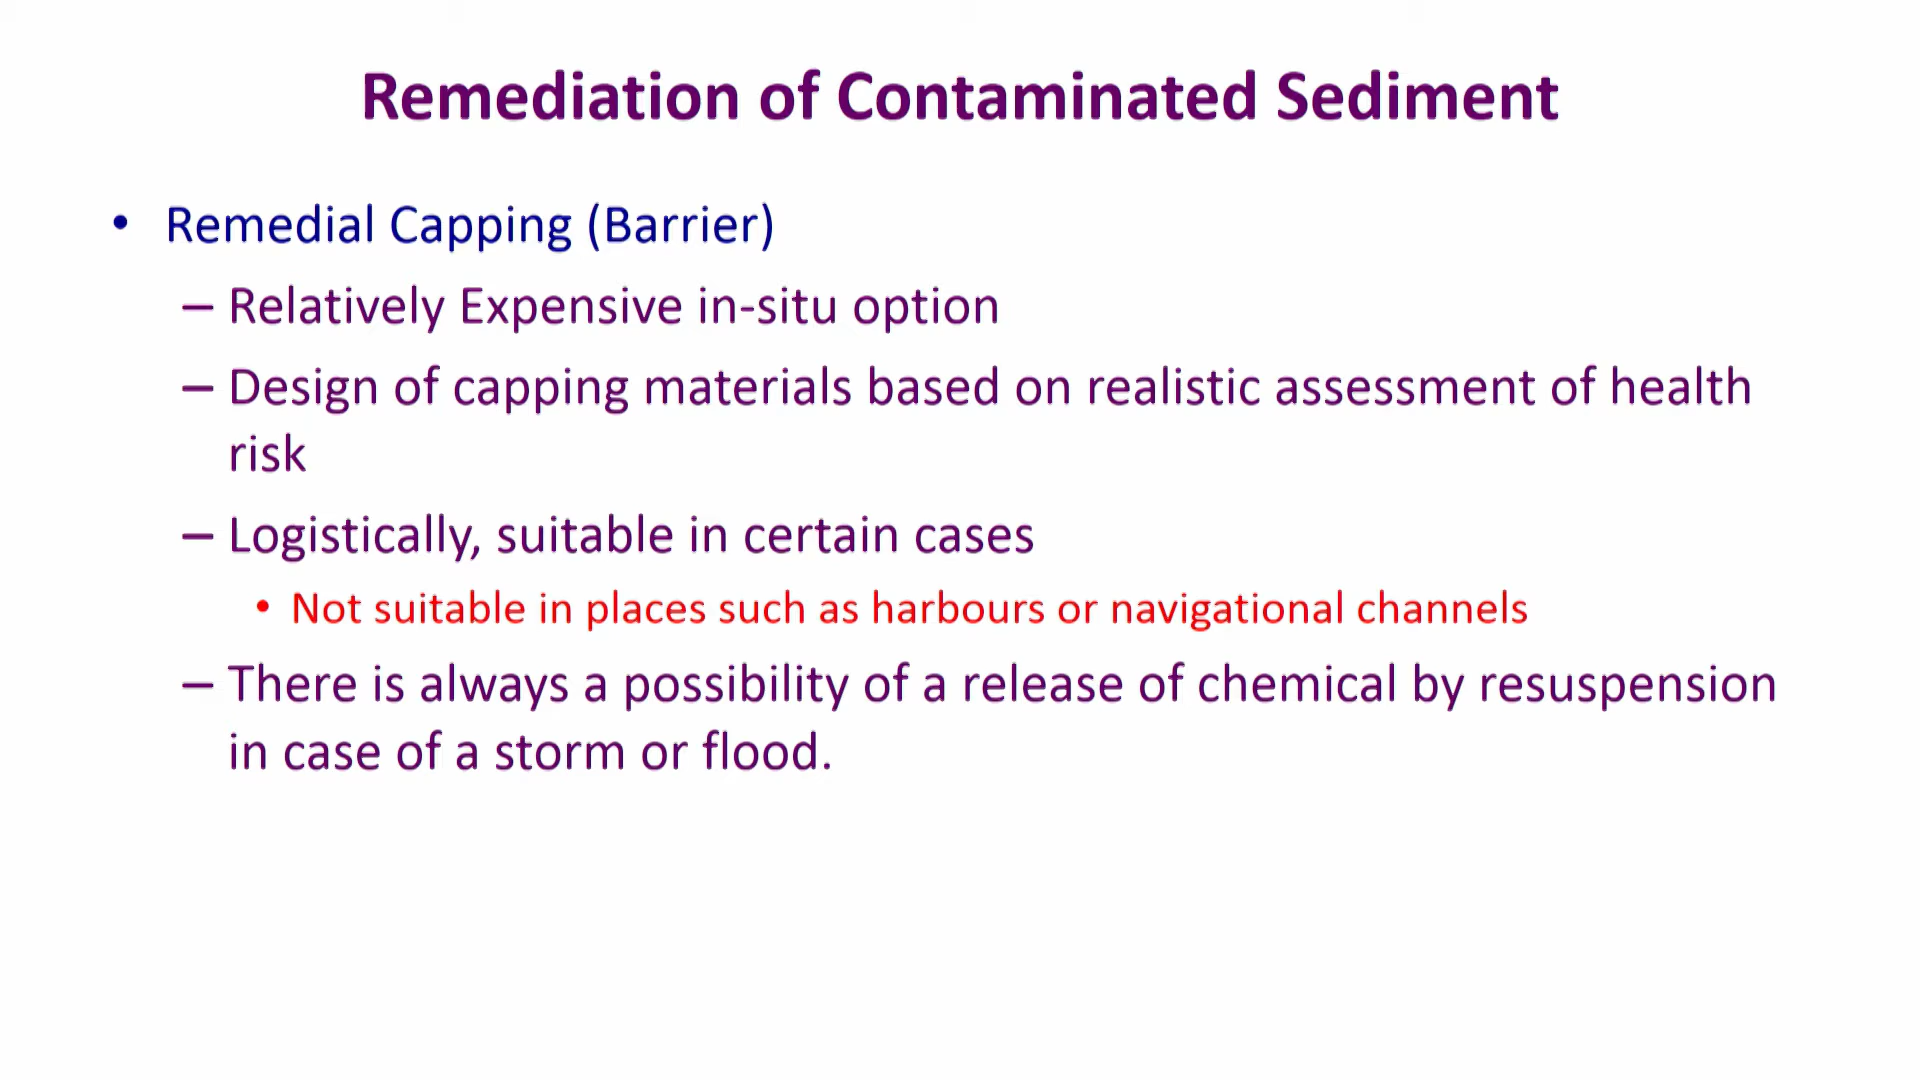 Remediation of Contaminated Sediment
• Remedial Capping (Barrier)
– Relatively Expensive in-situ option
– Design of capping materials based on realistic assessment of health
risk
– Logistically, suitable in certain cases
• Not suitable in places such as harbours or navigational channels
– There is always a possibility of a release of chemical by resuspension
in case of a storm or flood.